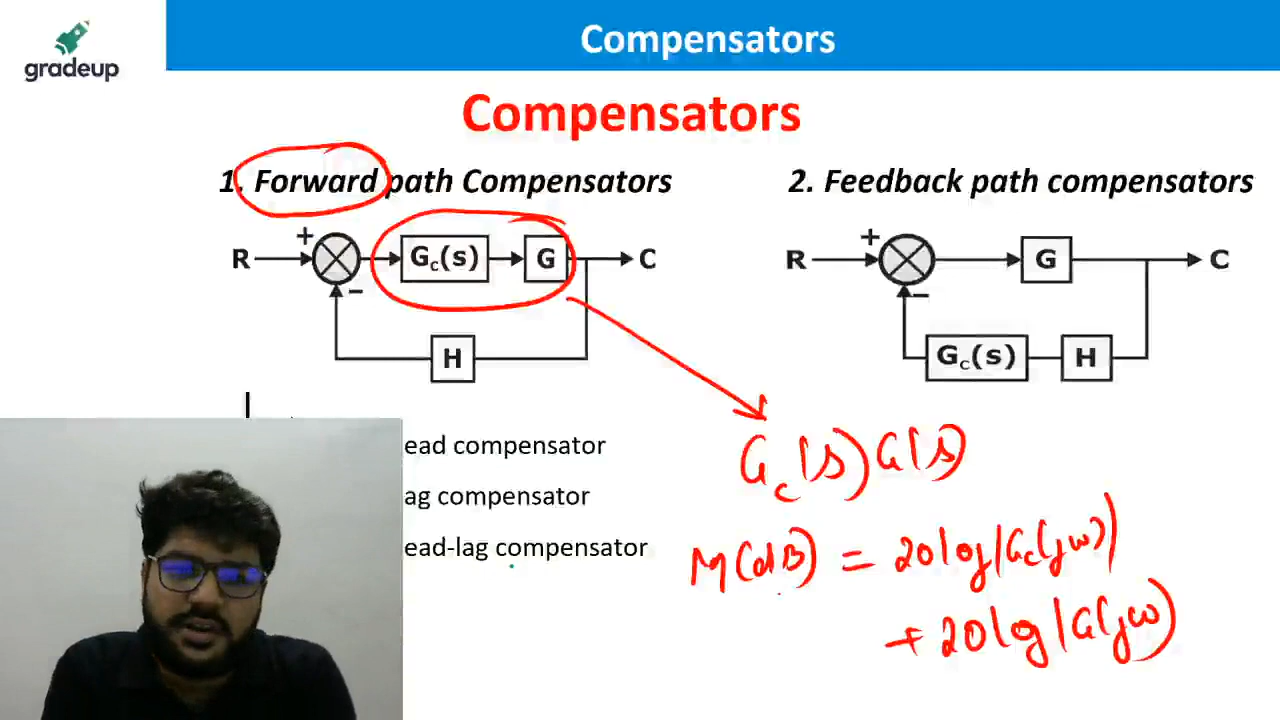 gradeup
Compensators
Compensators
1. Forward path Compensators
2. Feedback path compensators
R + − Gc(s) G C
H
R + − G C
Gc(s) H
ead compensator
ag compensator
ead-lag compensator
Gc(s) G(s)
M(dB) = 20log|Gc(jω)|
+ 20log|G(jω)